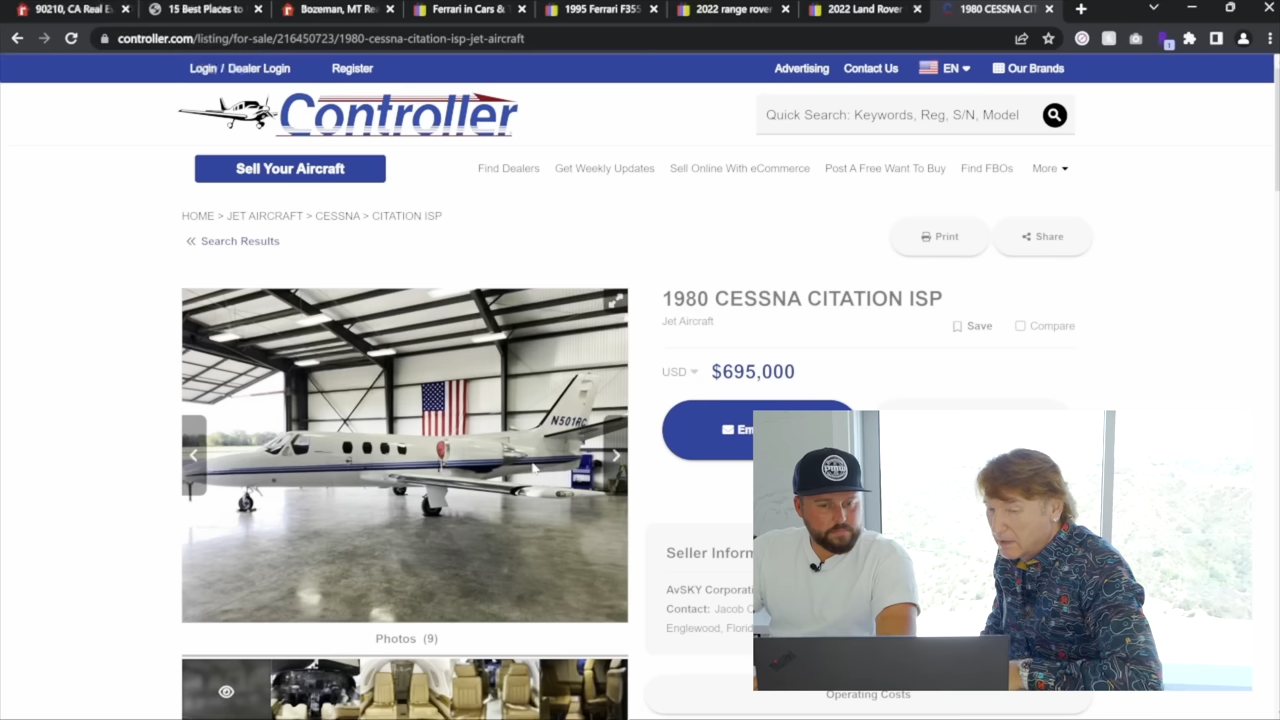 90210, CA Real E
15 Best Places to
Bozeman, MT Re
Ferrari in Cars &
1995 Ferrari F355
2022 range rover
2022 Land Rover
1980 CESSNA CIT
controller.com/listing/for-sale/216450723/1980-cessna-citation-isp-jet-aircraft
1
Login / Dealer Login Register Advertising Contact Us EN Our Brands
Controller
Quick Search: Keywords, Reg, S/N, Model
Sell Your Aircraft
Find Dealers Get Weekly Updates Sell Online With eCommerce Post A Free Want To Buy Find FBOs More
HOME > JET AIRCRAFT > CESSNA > CITATION ISP
Search Results
Print
Share
1980 CESSNA CITATION ISP
Jet Aircraft
Save
Compare
USD $695,000
Em
N501RC
Seller Inform
AvSKY Corporati
Contact: Jacob C
Englewood, Florid
Photos (9)
Operating Costs